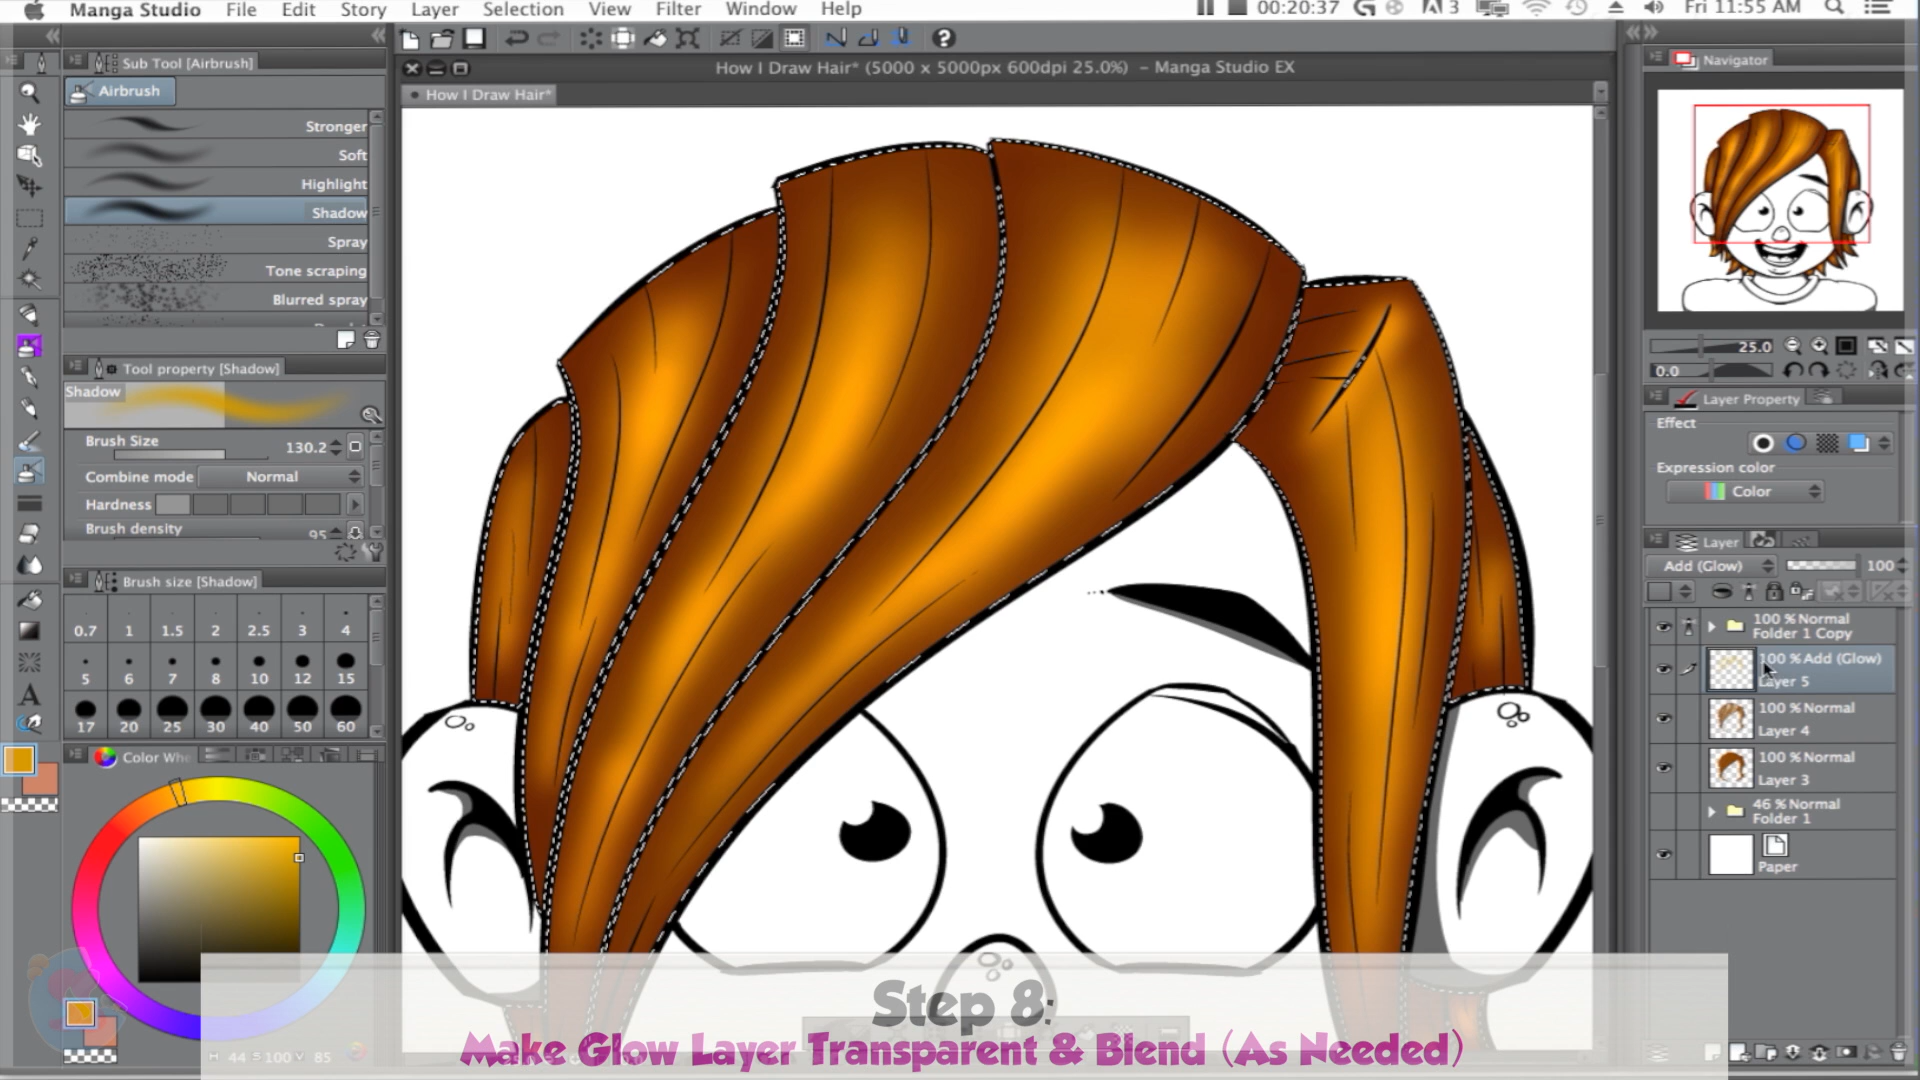 Manga Studio File Edit Story Layer Selection View Filter Window Help 00:20:37 3 Fri 11:55 AM
How I Draw Hair* (5000 x 5000px 600dpi 25.0%) - Manga Studio EX
How I Draw Hair*
Sub Tool [Airbrush]
Airbrush
Stronger
Soft
Highlight
Shadow
Spray
Tone scraping
Blurred spray
Tool property [Shadow]
Shadow
Brush Size 130.2
Combine mode Normal
Hardness
Brush density 95
Brush size [Shadow]
0.7 1 1.5 2 2.5 3 4
5 6 7 8 10 12 15
17 20 25 30 40 50 60
Color Whe
H 44 S 100 V 85
Navigator
25.0
0.0
Layer Property
Effect
Expression color
Color
Layer
Add (Glow) 100
100 % Normal
Folder 1 Copy
100 % Add (Glow)
Layer 5
100 % Normal
Layer 4
100 % Normal
Layer 3
46 % Normal
Folder 1
Paper
Step 8:
Make Glow Layer Transparent & Blend (As Needed)